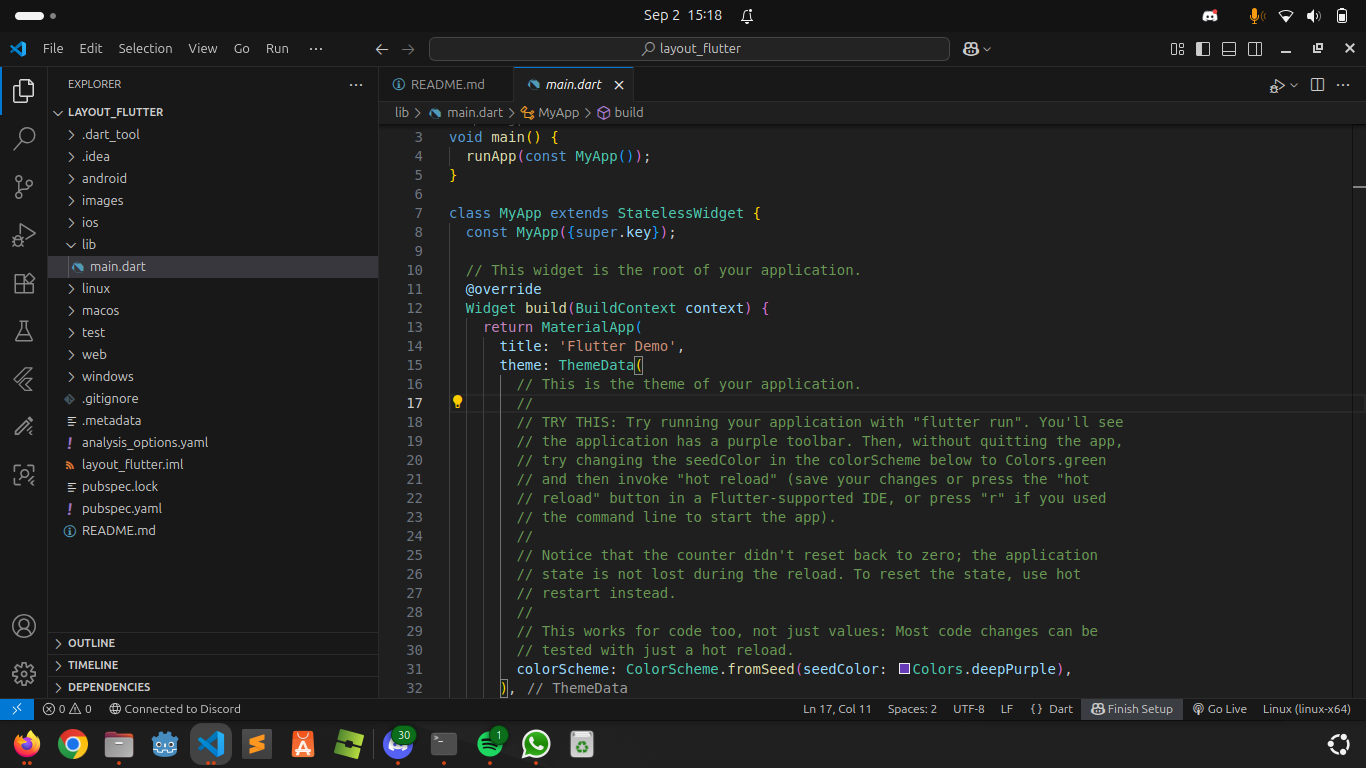 Sep 2 15:18
File Edit Selection View Go Run ···
layout_flutter
EXPLORER
README.md
main.dart
lib > main.dart > MyApp > build
LAYOUT_FLUTTER
.dart_tool
.idea
android
images
ios
lib
main.dart
linux
macos
test
web
windows
.gitignore
.metadata
! analysis_options.yaml
layout_flutter.iml
pubspec.lock
! pubspec.yaml
README.md
OUTLINE
TIMELINE
DEPENDENCIES
3 void main() {
4 runApp(const MyApp());
5 }
6
7 class MyApp extends StatelessWidget {
8 const MyApp({super.key});
9
10 // This widget is the root of your application.
11 @override
12 Widget build(BuildContext context) {
13 return MaterialApp(
14 title: 'Flutter Demo',
15 theme: ThemeData(
16 // This is the theme of your application.
17 //
18 // TRY THIS: Try running your application with "flutter run". You'll see
19 // the application has a purple toolbar. Then, without quitting the app,
20 // try changing the seedColor in the colorScheme below to Colors.green
21 // and then invoke "hot reload" (save your changes or press the "hot
22 // reload" button in a Flutter-supported IDE, or press "r" if you used
23 // the command line to start the app).
24 //
25 // Notice that the counter didn't reset back to zero; the application
26 // state is not lost during the reload. To reset the state, use hot
27 // restart instead.
28 //
29 // This works for code too, not just values: Most code changes can be
30 // tested with just a hot reload.
31 colorScheme: ColorScheme.fromSeed(seedColor: Colors.deepPurple),
32 ), // ThemeData
0 0 Connected to Discord
Ln 17, Col 11 Spaces: 2 UTF-8 LF {} Dart Finish Setup Go Live Linux (linux-x64)
30
1